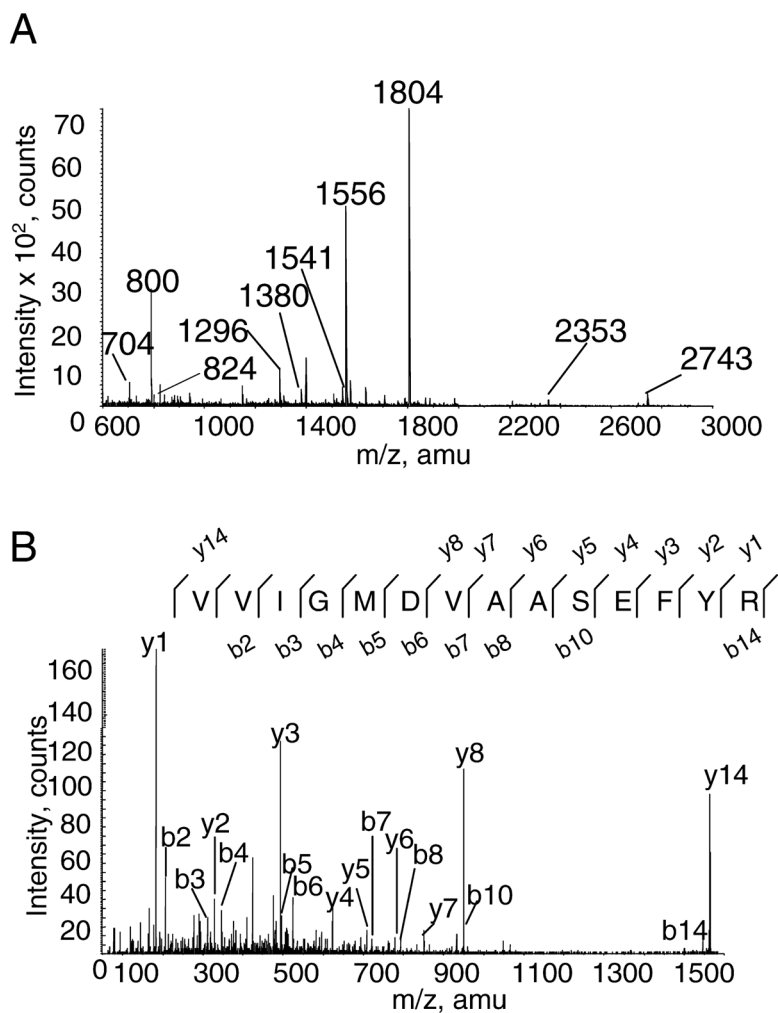 A
Intensity x 10², counts
70
60
50
40
30
20
10
0
1804
1556
1541
800
1380
1296
704
824
2353
2743
600 1000 1400 1800 2200 2600 3000
m/z, amu
B
y14 y8 y7 y6 y5 y4 y3 y2 y1
V V I G M D V A A S E F Y R
b2 b3 b4 b5 b6 b7 b8 b10 b14
Intensity, counts
160
140
120
100
80
60
40
20
y1
y3
y8
y14
b7
y2
b2
y6
b4
b8
b5
y5
b3
b6
y4
b10
y7
b14
0 100 300 500 700 900 1100 1300 1500
m/z, amu